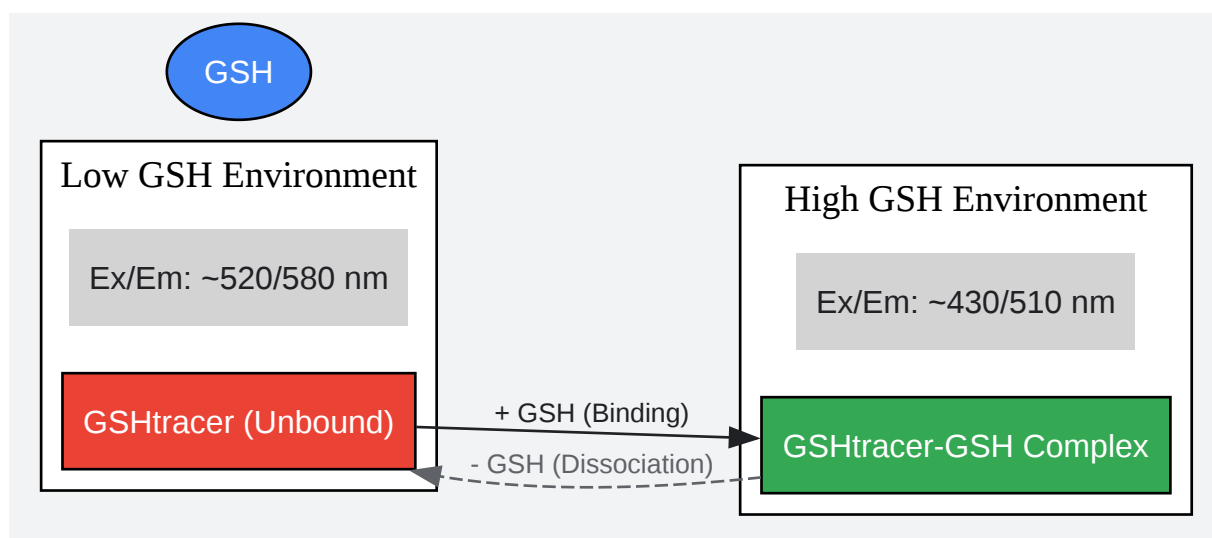 GSH
Low GSH Environment
Ex/Em: ~520/580 nm
GSHtracer (Unbound)
+ GSH (Binding)
- GSH (Dissociation)
High GSH Environment
Ex/Em: ~430/510 nm
GSHtracer-GSH Complex